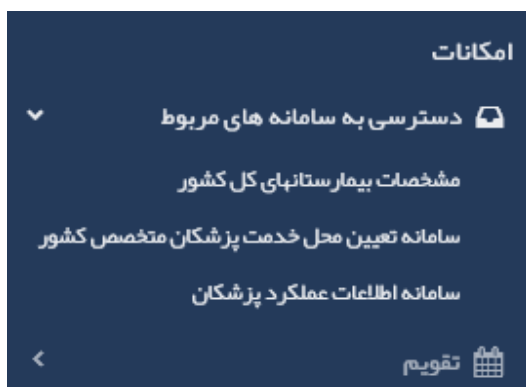 امکانات
دسترسی به سامانه های مربوط
مشخصات بیمارستانهای کل کشور
سامانه تعیین محل خدمت پزشکان متخصص کشور
سامانه اطلاعات عملکرد پزشکان
تقویم